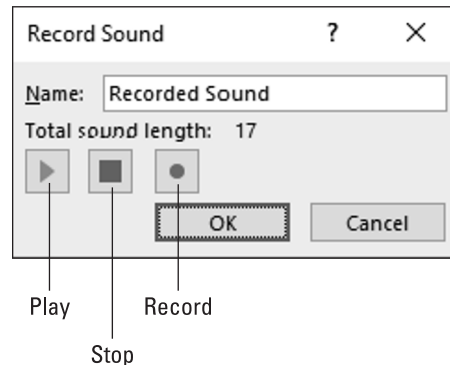 Record Sound ? ×
Name: Recorded Sound
Total sound length: 17
OK Cancel
Play Record
Stop